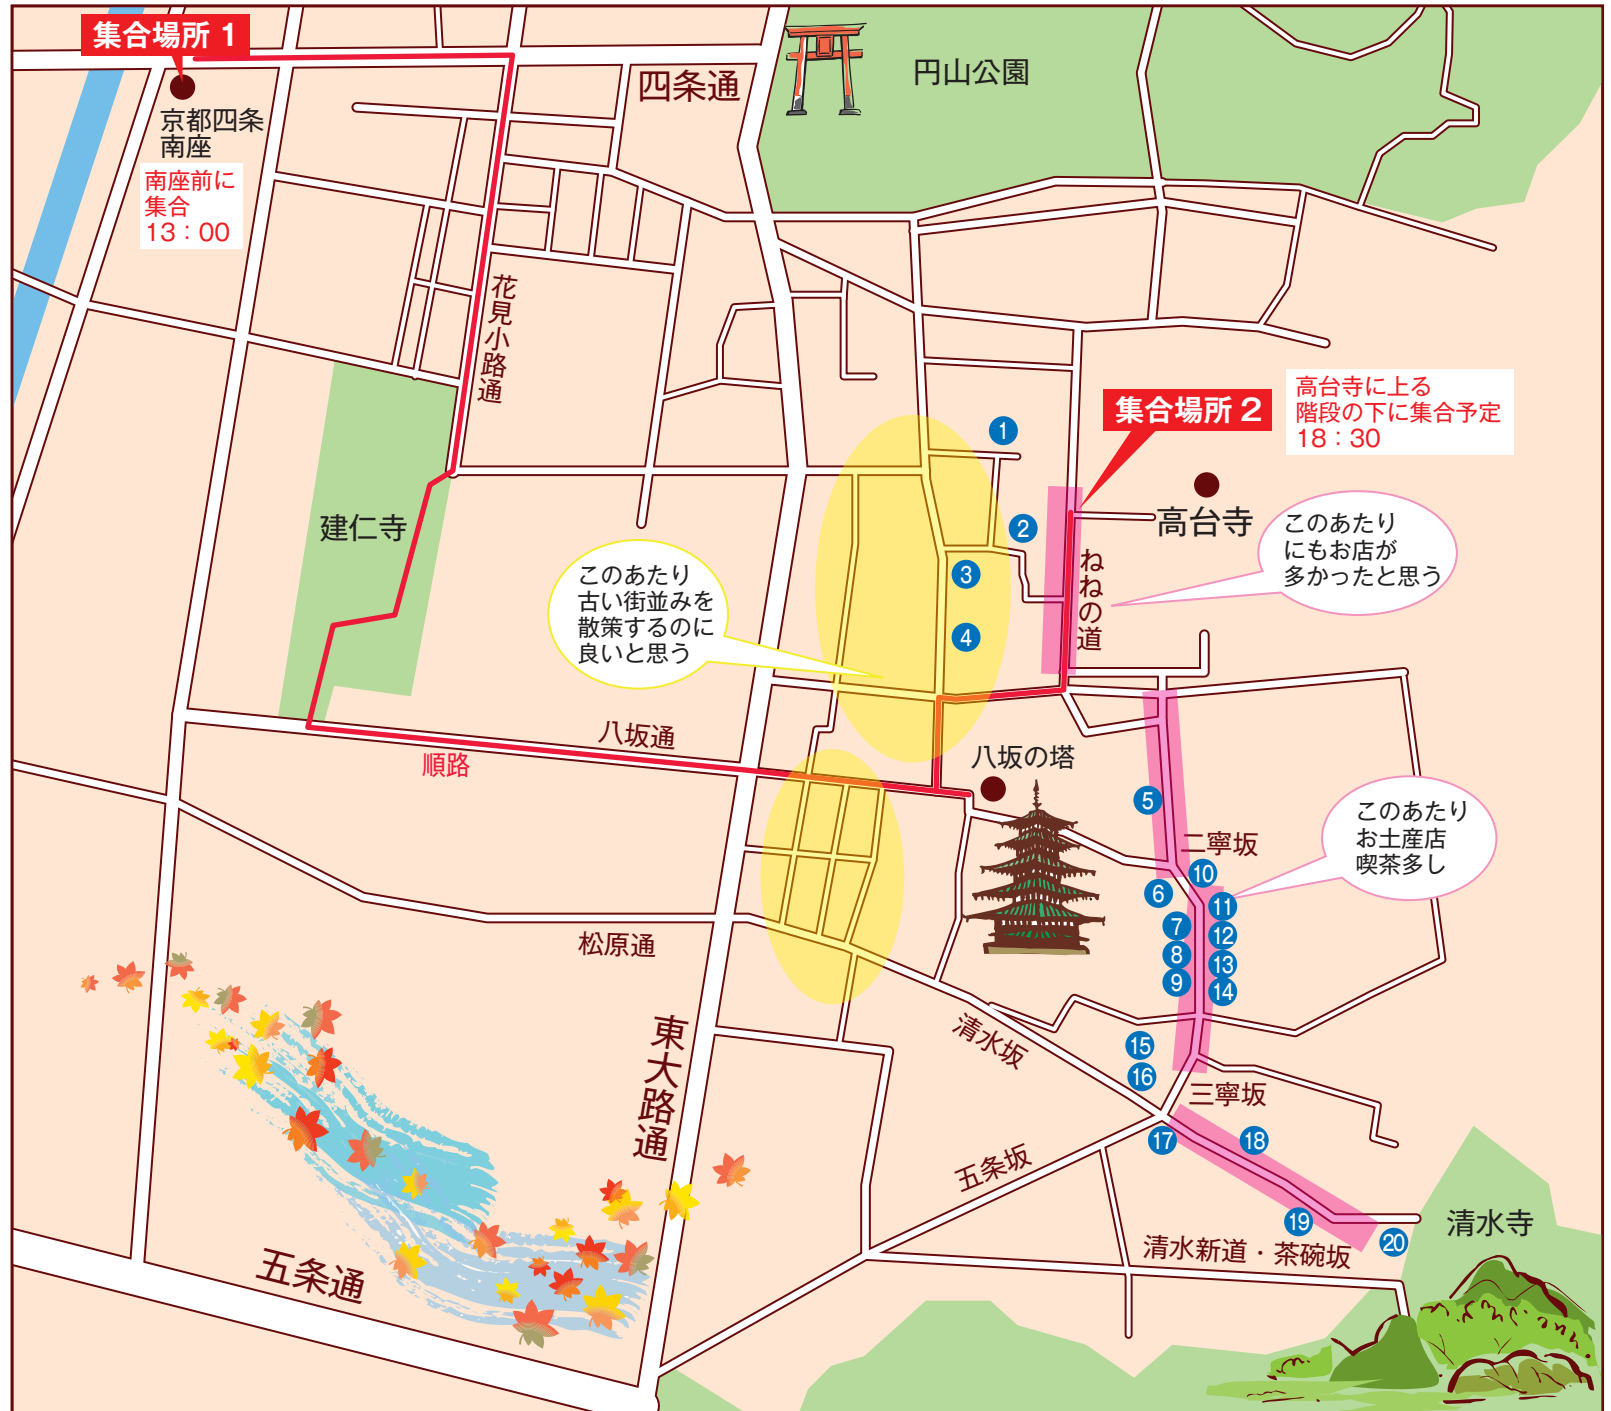 集合場所 1
京都四条
南座
南座前に
集合
13：00
四条通
円山公園
花見小路通
集合場所 2
高台寺に上る
階段の下に集合予定
18：30
高台寺
このあたり
にもお店が
多かったと思う
建仁寺
このあたり
古い街並みを
散策するのに
良いと思う
ねねの道
1
2
3
4
八坂通
順路
八坂の塔
5
二寧坂
このあたり
お土産店
喫茶多し
10
6
11
7
12
8
13
9
14
松原通
清水坂
東大路通
15
16
三寧坂
17
18
五条坂
19
20
清水寺
清水新道・茶碗坂
五条通